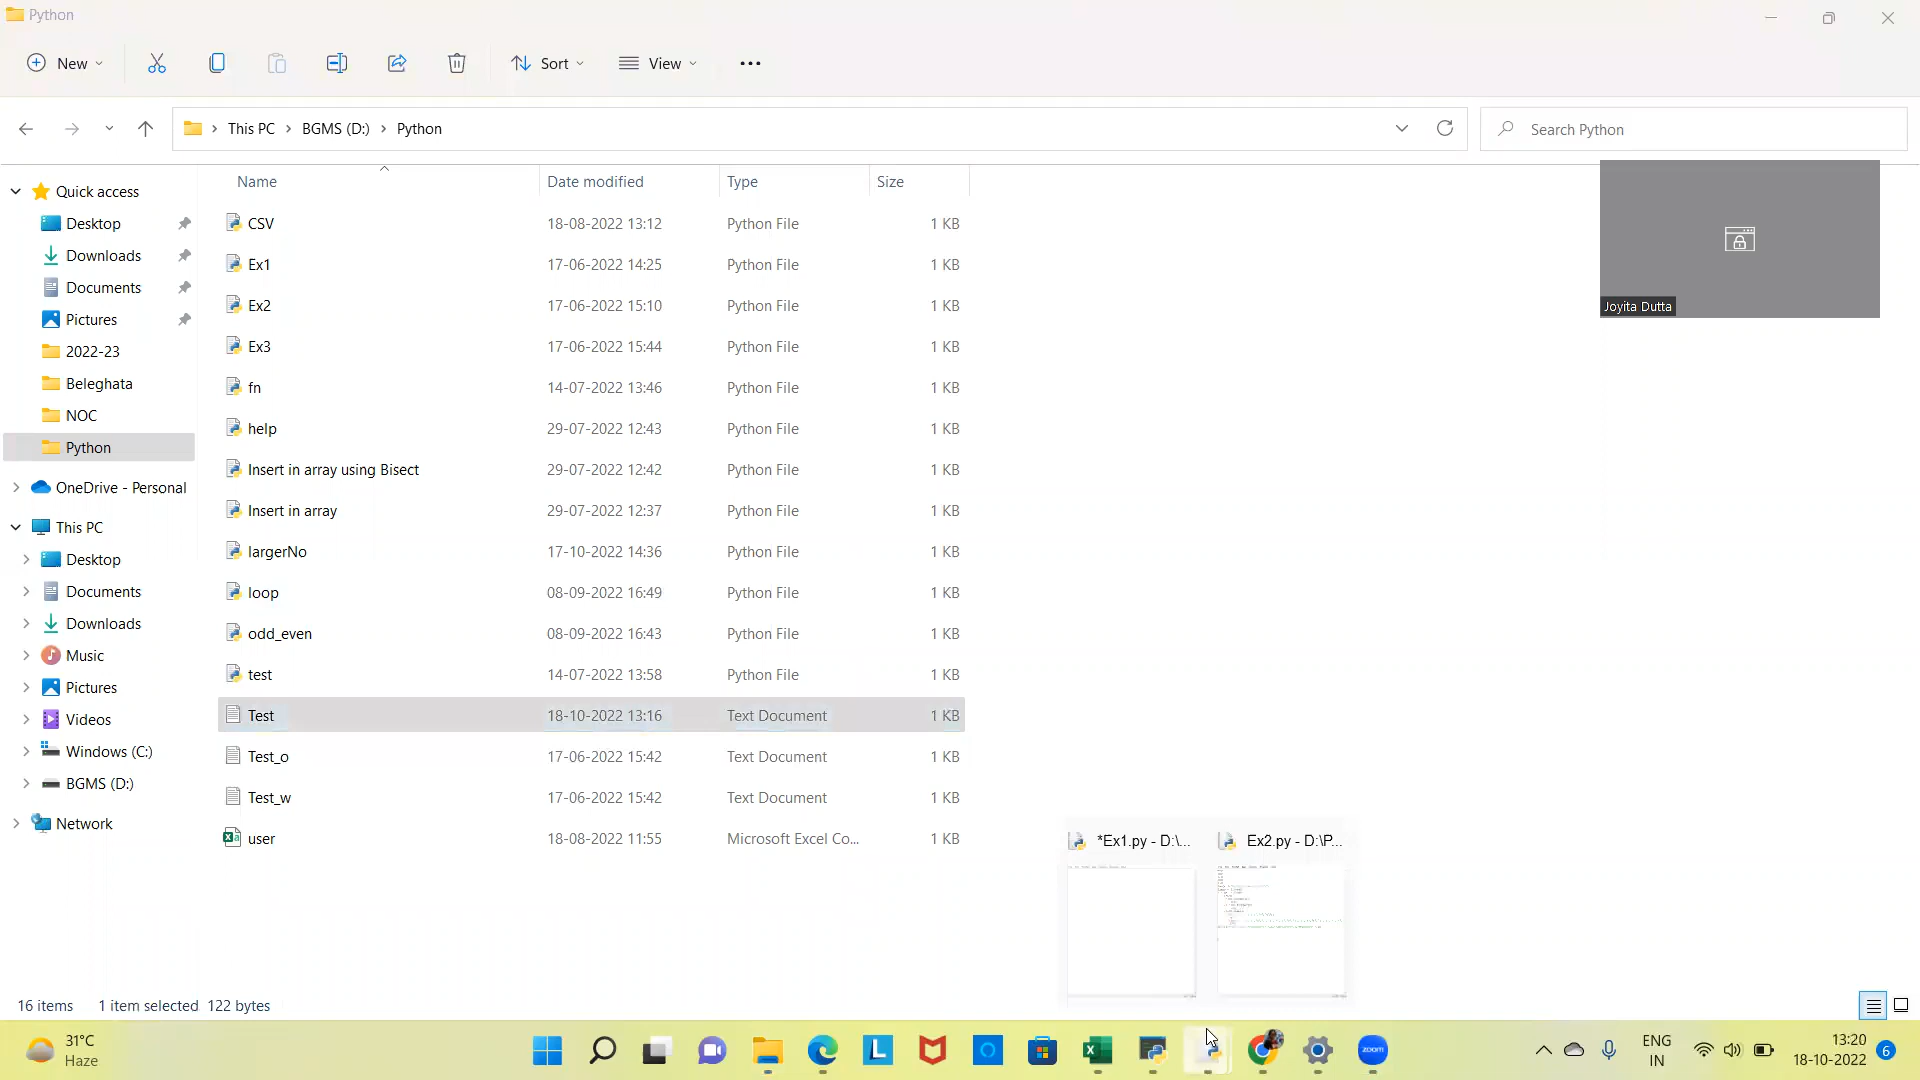 Python
New
Sort
View
This PC > BGMS (D:) > Python
Search Python
Quick access
Desktop
Downloads
Documents
Pictures
2022-23
Beleghata
NOC
Python
OneDrive - Personal
This PC
Desktop
Documents
Downloads
Music
Pictures
Videos
Windows (C:)
BGMS (D:)
Network
Name Date modified Type Size
CSV 18-08-2022 13:12 Python File 1 KB
Ex1 17-06-2022 14:25 Python File 1 KB
Ex2 17-06-2022 15:10 Python File 1 KB
Ex3 17-06-2022 15:44 Python File 1 KB
fn 14-07-2022 13:46 Python File 1 KB
help 29-07-2022 12:43 Python File 1 KB
Insert in array using Bisect 29-07-2022 12:42 Python File 1 KB
Insert in array 29-07-2022 12:37 Python File 1 KB
largerNo 17-10-2022 14:36 Python File 1 KB
loop 08-09-2022 16:49 Python File 1 KB
odd_even 08-09-2022 16:43 Python File 1 KB
test 14-07-2022 13:58 Python File 1 KB
Test 18-10-2022 13:16 Text Document 1 KB
Test_o 17-06-2022 15:42 Text Document 1 KB
Test_w 17-06-2022 15:42 Text Document 1 KB
user 18-08-2022 11:55 Microsoft Excel Co... 1 KB
Joyita Dutta
*Ex1.py - D:\...
Ex2.py - D:\P...
16 items 1 item selected 122 bytes
31°C
Haze
zoom
ENG
IN
13:20
18-10-2022
6